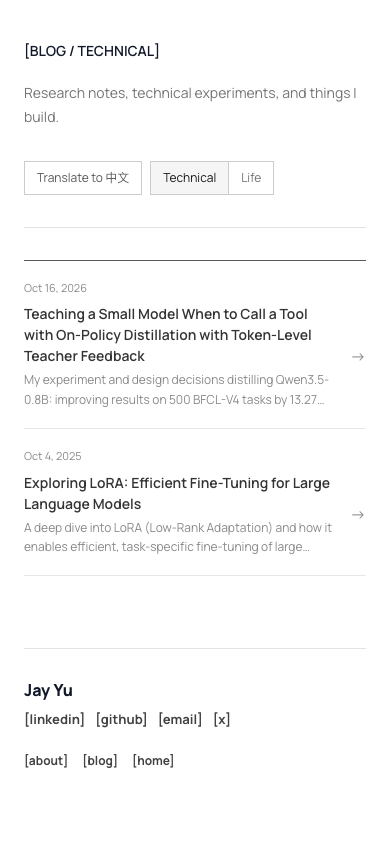 [BLOG / TECHNICAL]
Research notes, technical experiments, and things I
build.
Translate to 中文
Technical
Life
Oct 16, 2026
Teaching a Small Model When to Call a Tool
with On-Policy Distillation with Token-Level
Teacher Feedback
→
My experiment and design decisions distilling Qwen3.5-
0.8B: improving results on 500 BFCL-V4 tasks by 13.27...
Oct 4, 2025
Exploring LoRA: Efficient Fine-Tuning for Large
Language Models
→
A deep dive into LoRA (Low-Rank Adaptation) and how it
enables efficient, task-specific fine-tuning of large...
Jay Yu
[linkedin] [github] [email] [x]
[about] [blog] [home]